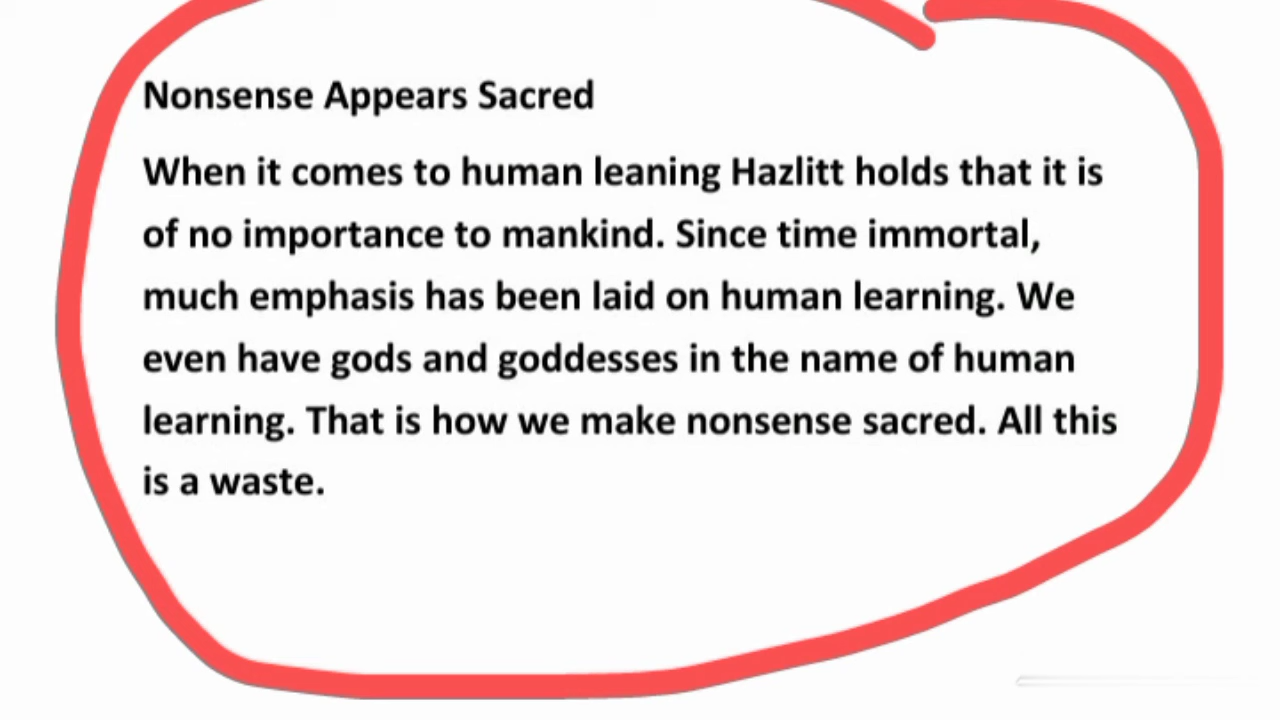 Nonsense Appears Sacred
When it comes to human leaning Hazlitt holds that it is
of no importance to mankind. Since time immortal,
much emphasis has been laid on human learning. We
even have gods and goddesses in the name of human
learning. That is how we make nonsense sacred. All this
is a waste.